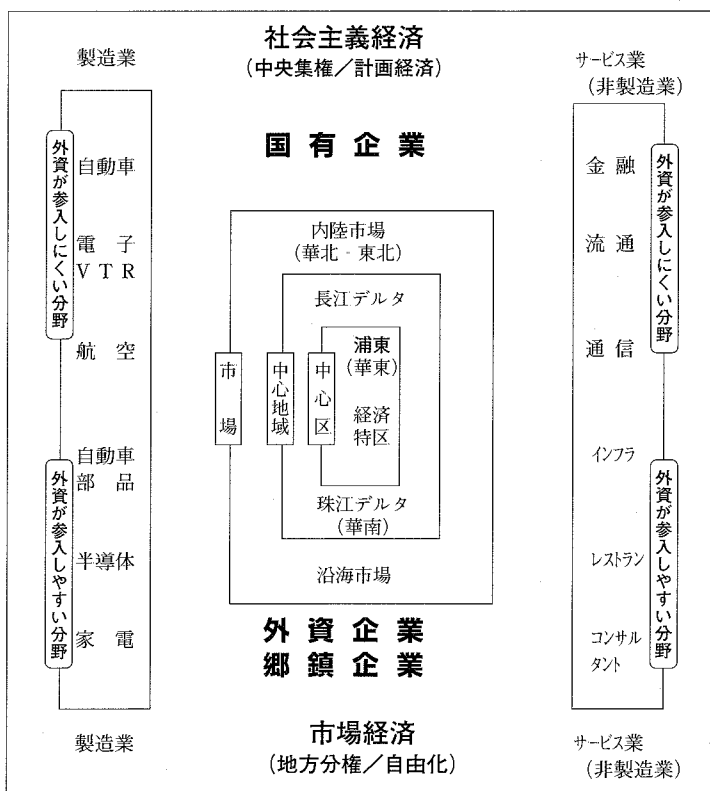 社会主義経済
(中央集権／計画経済)
製造業
サービス業
(非製造業)
国有企業
外資が参入しにくい分野
自動車
電子
VTR
航空
外資が参入しやすい分野
自動車
部品
半導体
家電
製造業
内陸市場
(華北‐東北)
長江デルタ
浦東
(華東)
経済
特区
市場
中心地域
中心区
珠江デルタ
(華南)
沿海市場
外資企業
郷鎮企業
金融
流通
通信
外資が参入しにくい分野
インフラ
レストラン
コンサル
タント
外資が参入しやすい分野
市場経済
(地方分権／自由化)
サービス業
(非製造業)